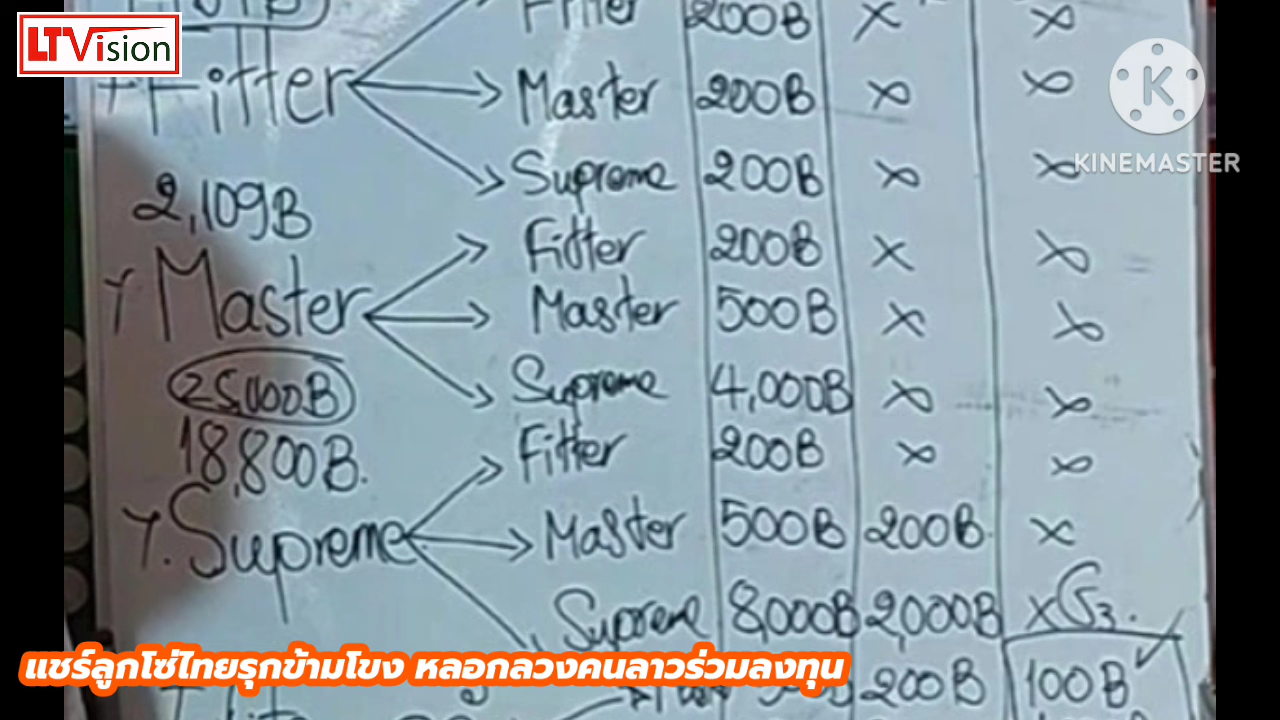 LTVision
KINEMASTER
Fitter 200B x x
Fitter Master 200B x x
Supreme 200B x x
2,109B
Fitter 200B x x
Master Master 500B x x
25,000B Supreme 4,000B x x
18,800B. Fitter 200B x x
Supreme Master 500B 200B x
Supreme 8,000B 2,000B x G3.
200B 100B
แชร์ลูกโซ่ไทยรุกข้ามโขง หลอกลวงคนลาวร่วมลงทุน